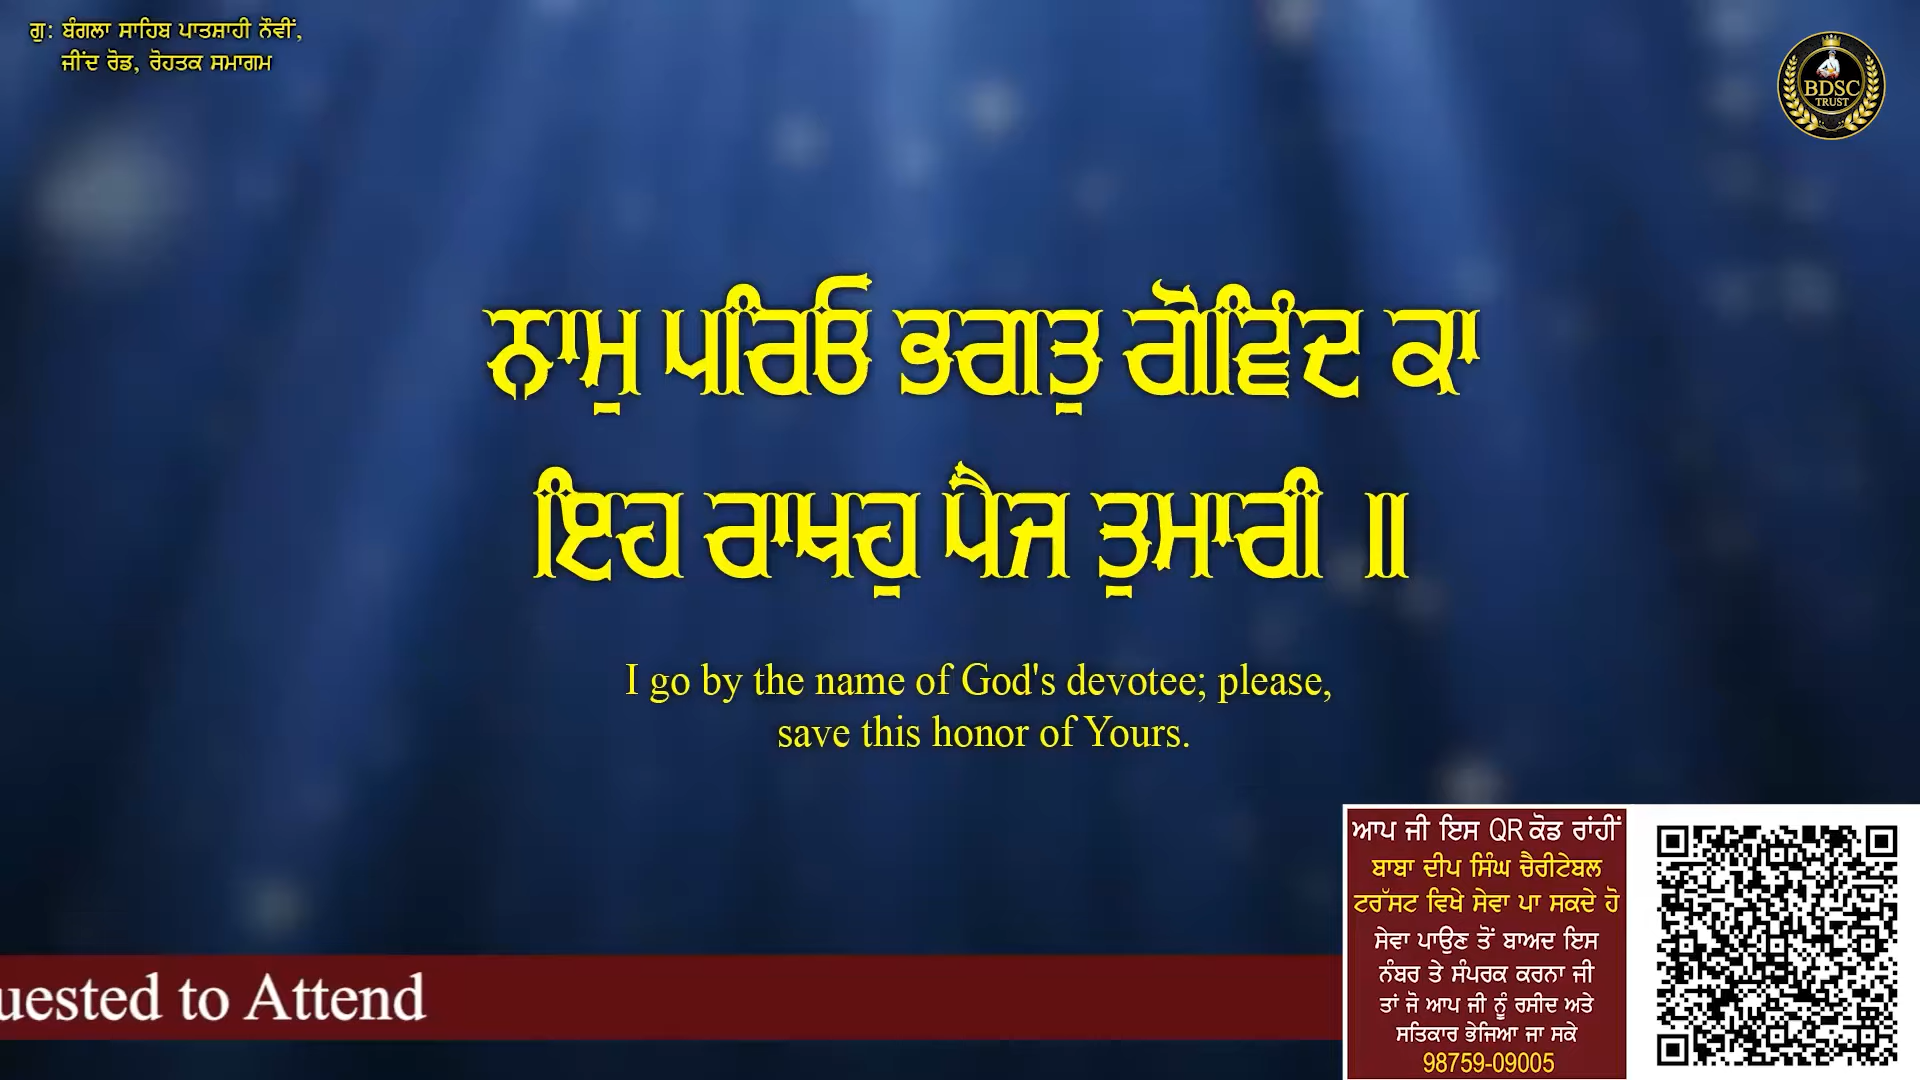 ਗੁ: ਬੰਗਲਾ ਸਾਹਿਬ ਪਾਤਸ਼ਾਹੀ ਨੌਵੀਂ,
ਜੀਂਦ ਰੋਡ, ਰੋਹਤਕ ਸਮਾਗਮ
BDSC
TRUST
ਨਾਮੁ ਪਰਿਓ ਭਗਤੁ ਗੋਵਿੰਦ ਕਾ
ਇਹ ਰਾਖਹੁ ਪੈਜ ਤੁਮਾਰੀ ॥
I go by the name of God's devotee; please,
save this honor of Yours.
uested to Attend
ਆਪ ਜੀ ਇਸ QR ਕੋਡ ਰਾਂਹੀਂ
ਬਾਬਾ ਦੀਪ ਸਿੰਘ ਚੈਰੀਟੇਬਲ
ਟਰੱਸਟ ਵਿਖੇ ਸੇਵਾ ਪਾ ਸਕਦੇ ਹੋ
ਸੇਵਾ ਪਾਉਣ ਤੋਂ ਬਾਅਦ ਇਸ
ਨੰਬਰ ਤੇ ਸੰਪਰਕ ਕਰਨਾ ਜੀ
ਤਾਂ ਜੋ ਆਪ ਜੀ ਨੂੰ ਰਸੀਦ ਅਤੇ
ਸਤਿਕਾਰ ਭੇਜਿਆ ਜਾ ਸਕੇ
98759-09005